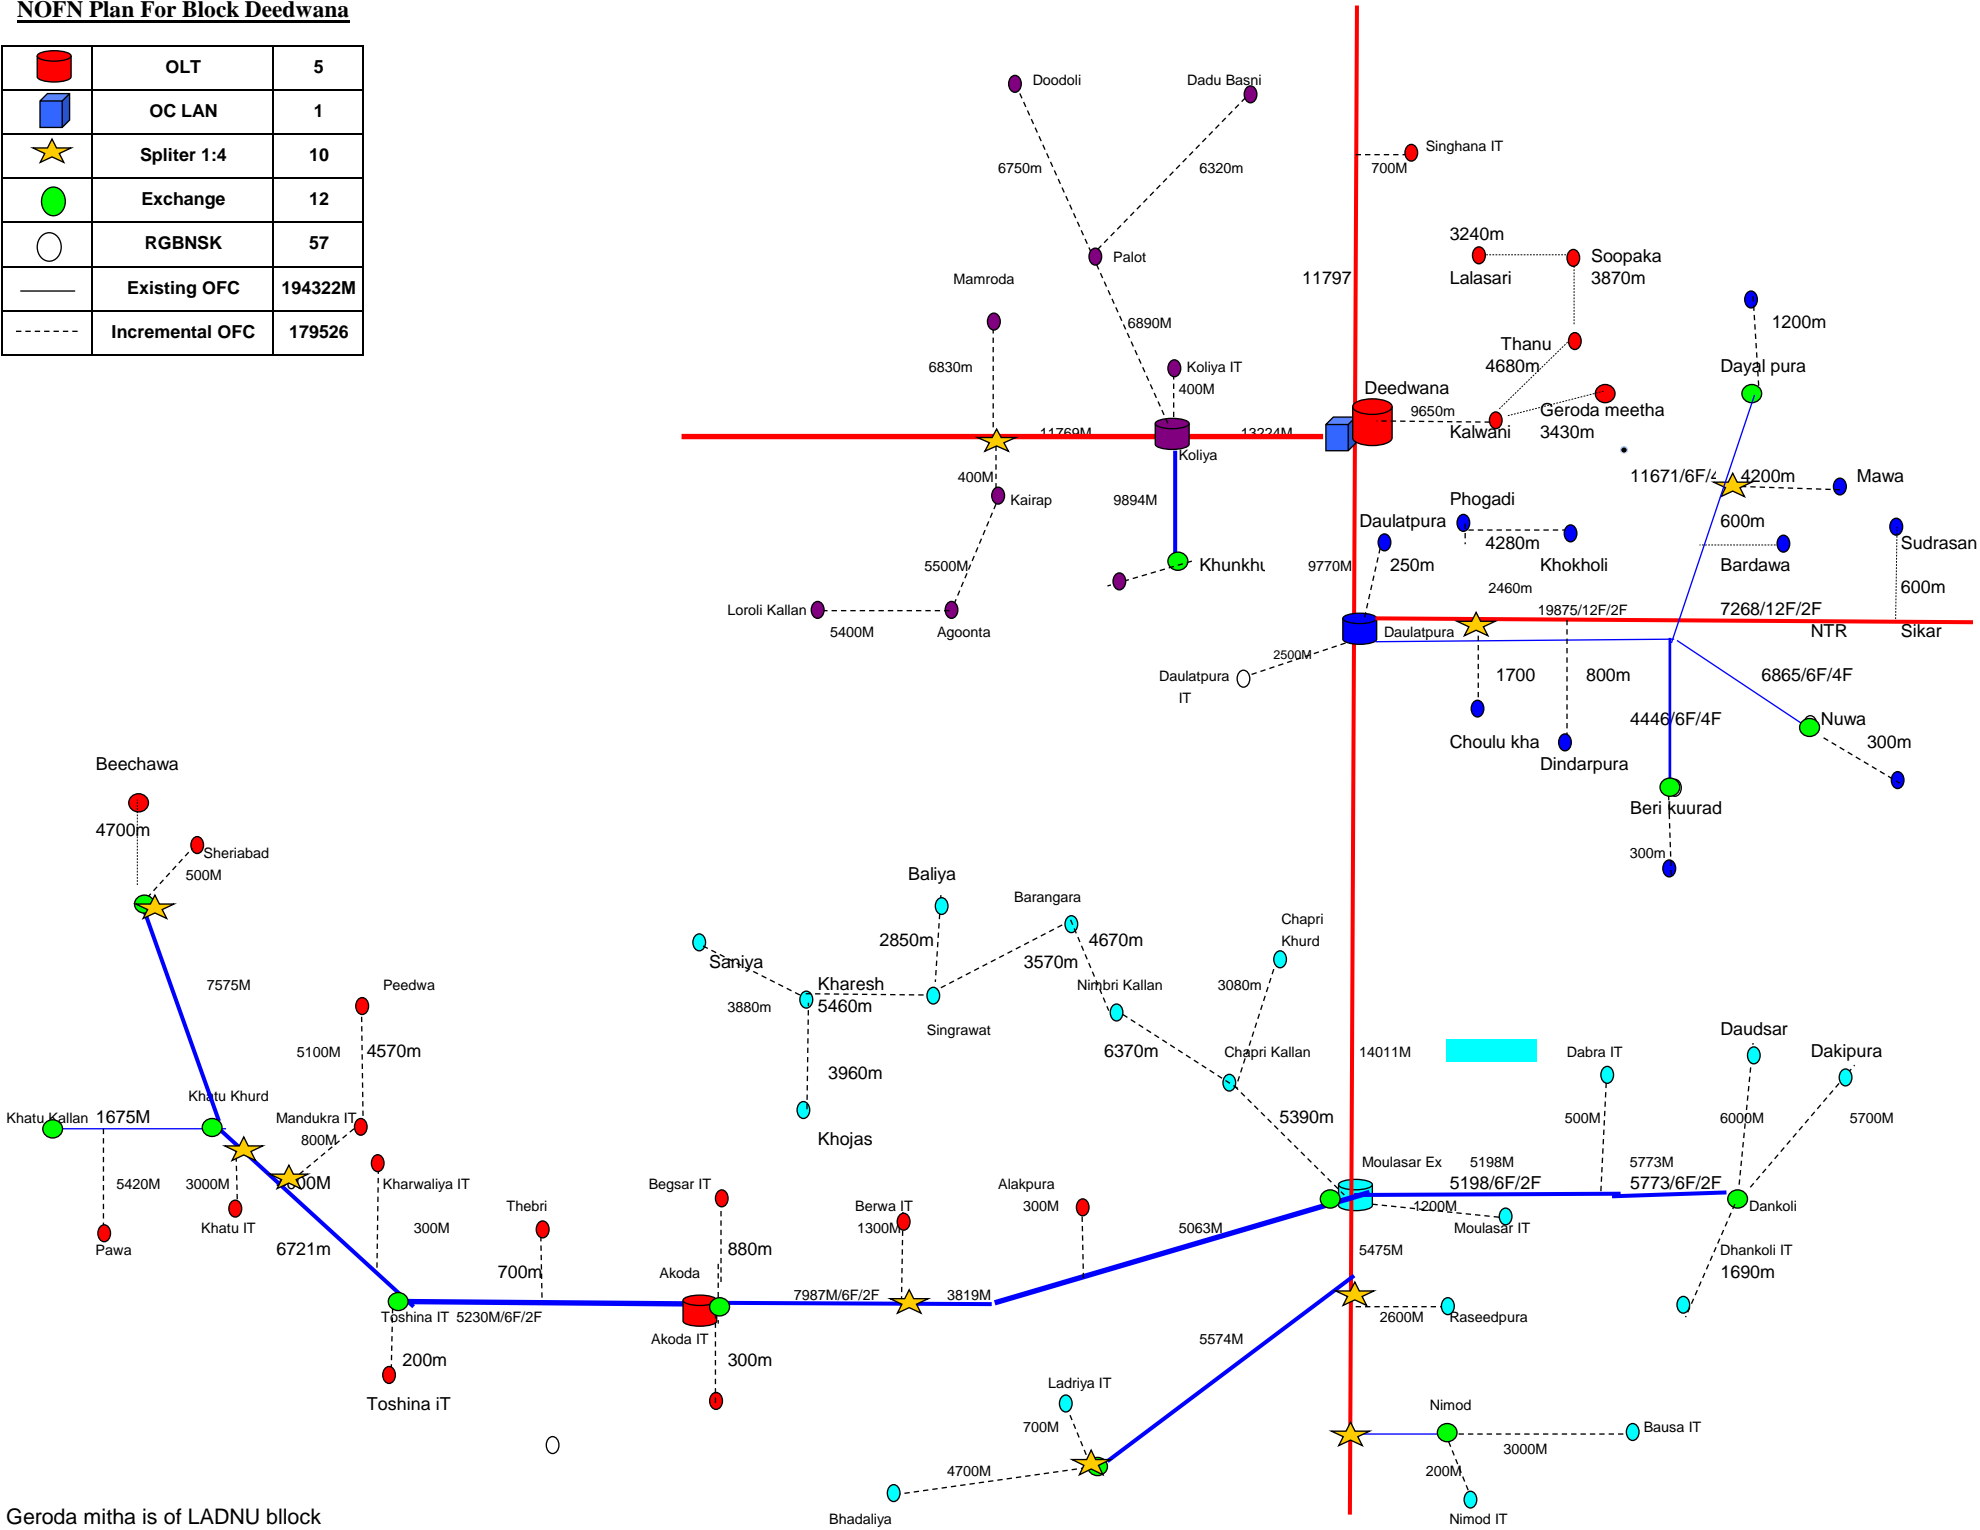 NOFN Plan For Block Deedwana
OLT 5
OC LAN 1
Spliter 1:4 10
Exchange 12
RGBNSK 57
Existing OFC 194322M
Incremental OFC 179526
Doodoli
Dadu Basni
6750m
6320m
Palot
Singhana IT
700M
Mamroda
6890M
6830m
Koliya IT
400M
11797
3240m
Lalasari
Soopaka
3870m
Thanu
4680m
1200m
Dayal pura
Deedwana
9650m
Kalwani
Geroda meetha
3430m
11769M
13224M
Koliya
400M
Kairap
9894M
5500M
Khunkhu
Loroli Kallan
5400M
Agoonta
11671/6F/4
4200m
Mawa
600m
Bardawa
Sudrasan
600m
Phogadi
Daulatpura
4280m
Khokholi
9770M
250m
2460m
19875/12F/2F
7268/12F/2F
Daulatpura
NTR
Sikar
2500M
Daulatpura
IT
1700
800m
6865/6F/4F
4446/6F/4F
Nuwa
300m
Choulu kha
Dindarpura
Beri kuurad
300m
Beechawa
4700m
Sheriabad
500M
7575M
Peedwa
5100M
4570m
Khatu Khurd
Khatu Kallan
1675M
Mandukra IT
800M
5420M
3000M
Khatu IT
Pawa
Kharwaliya IT
300M
6721m
Thebri
700m
Toshina IT
5230M/6F/2F
200m
Toshina iT
Begsar IT
880m
Akoda
Akoda IT
300m
Berwa IT
1300M
7987M/6F/2F
3819M
Alakpura
300M
5063M
Baliya
2850m
Barangara
4670m
3570m
Saniya
3880m
Kharesh
5460m
Singrawat
3960m
Khojas
Nimbri Kallan
6370m
Chapri
Khurd
3080m
Chapri Kallan
5390m
14011M
Dabra IT
500M
Daudsar
6000M
Dakipura
5700M
Moulasar Ex
5198M
5198/6F/2F
5773M
5773/6F/2F
1200M
Moulasar IT
Dankoli
Dhankoli IT
1690m
5475M
2600M
Raseedpura
5574M
Ladriya IT
700M
4700M
Bhadaliya
Nimod
3000M
Bausa IT
200M
Nimod IT
Geroda mitha is of LADNU bllock